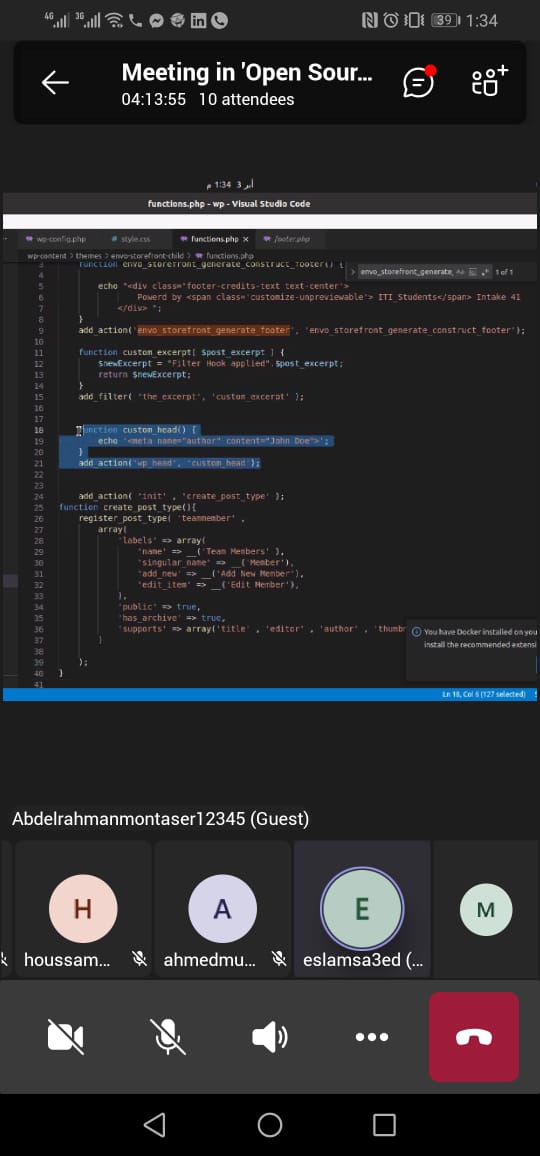 4G 3G 39 1:34
Meeting in 'Open Sour...
04:13:55 10 attendees
أبر 3 1:34 م
functions.php - wp - Visual Studio Code
wp-config.php # style.css functions.php × footer.php
wp-content > themes > envo-storefront-child > functions.php
3 function envo_storefront_generate_construct_footer() {
envo_storefront_generate_ 1 of 1
5 echo "<div class='footer-credits-text text-center'>
6 Powerd by <span class='customize-unpreviewable'> ITI_Students</span> Intake 41
7 </div> ";
8 }
9 add_action('envo_storefront_generate_footer', 'envo_storefront_generate_construct_footer');
10
11 function custom_excerpt( $post_excerpt ) {
12 $newExcerpt = "Filter Hook applied".$post_excerpt;
13 return $newExcerpt;
14 }
15 add_filter( 'the_excerpt', 'custom_excerot' );
16
17
18 function custom_head() {
19 echo '<meta name="author" content="John Doe">';
20 }
21 add_action('wp_head', 'custom_head');
22
23
24 add_action( 'init' , 'create_post_type' );
25 function create_post_type(){
26 register_post_type( 'teammember' ,
27 array(
28 'labels' => array(
29 'name' => __('Team Members' ),
30 'singular_name' => __('Member'),
31 'add_new' => __('Add New Member'),
32 'edit_item' => __('Edit Member'),
33 ),
34 'public' => true,
35 'has_archive' => true,
36 'supports' => array('title' , 'editor' , 'author' , 'thumb
37 )
38
39 );
40 }
41
You have Docker installed on you
install the recommended extensi
Ln 18, Col 6 (127 selected)
Abdelrahmanmontaser12345 (Guest)
H A E M
houssam... ahmedmu... eslamsa3ed (...